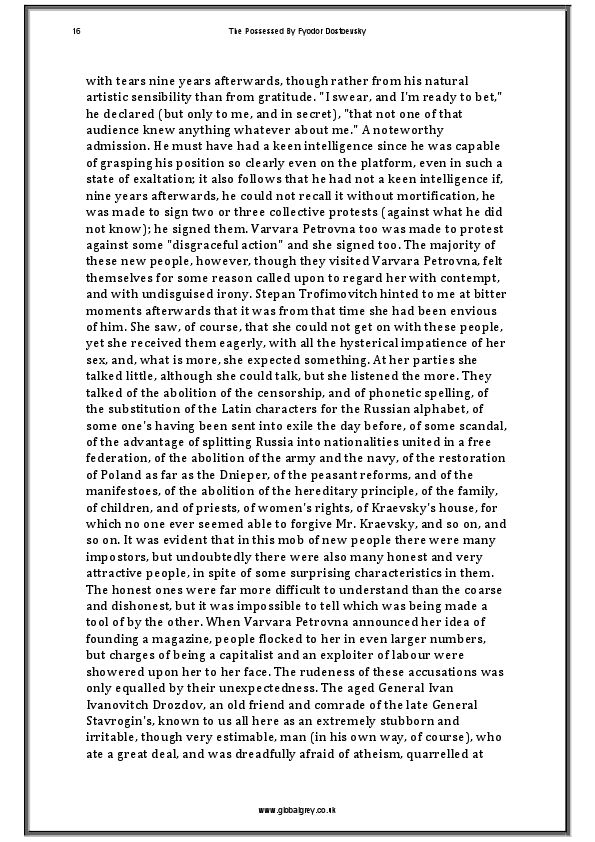 16
The Possessed By Fyodor Dostoevsky
with tears nine years afterwards, though rather from his natural
artistic sensibility than from gratitude. "I swear, and I'm ready to bet,"
he declared (but only to me, and in secret), "that not one of that
audience knew anything whatever about me." A noteworthy
admission. He must have had a keen intelligence since he was capable
of grasping his position so clearly even on the platform, even in such a
state of exaltation; it also follows that he had not a keen intelligence if,
nine years afterwards, he could not recall it without mortification, he
was made to sign two or three collective protests (against what he did
not know); he signed them. Varvara Petrovna too was made to protest
against some "disgraceful action" and she signed too. The majority of
these new people, however, though they visited Varvara Petrovna, felt
themselves for some reason called upon to regard her with contempt,
and with undisguised irony. Stepan Trofimovitch hinted to me at bitter
moments afterwards that it was from that time she had been envious
of him. She saw, of course, that she could not get on with these people,
yet she received them eagerly, with all the hysterical impatience of her
sex, and, what is more, she expected something. At her parties she
talked little, although she could talk, but she listened the more. They
talked of the abolition of the censorship, and of phonetic spelling, of
the substitution of the Latin characters for the Russian alphabet, of
some one's having been sent into exile the day before, of some scandal,
of the advantage of splitting Russia into nationalities united in a free
federation, of the abolition of the army and the navy, of the restoration
of Poland as far as the Dnieper, of the peasant reforms, and of the
manifestoes, of the abolition of the hereditary principle, of the family,
of children, and of priests, of women's rights, of Kraevsky's house, for
which no one ever seemed able to forgive Mr. Kraevsky, and so on, and
so on. It was evident that in this mob of new people there were many
impostors, but undoubtedly there were also many honest and very
attractive people, in spite of some surprising characteristics in them.
The honest ones were far more difficult to understand than the coarse
and dishonest, but it was impossible to tell which was being made a
tool of by the other. When Varvara Petrovna announced her idea of
founding a magazine, people flocked to her in even larger numbers,
but charges of being a capitalist and an exploiter of labour were
showered upon her to her face. The rudeness of these accusations was
only equalled by their unexpectedness. The aged General Ivan
Ivanovitch Drozdov, an old friend and comrade of the late General
Stavrogin's, known to us all here as an extremely stubborn and
irritable, though very estimable, man (in his own way, of course), who
ate a great deal, and was dreadfully afraid of atheism, quarrelled at
www.globalgrey.co.uk